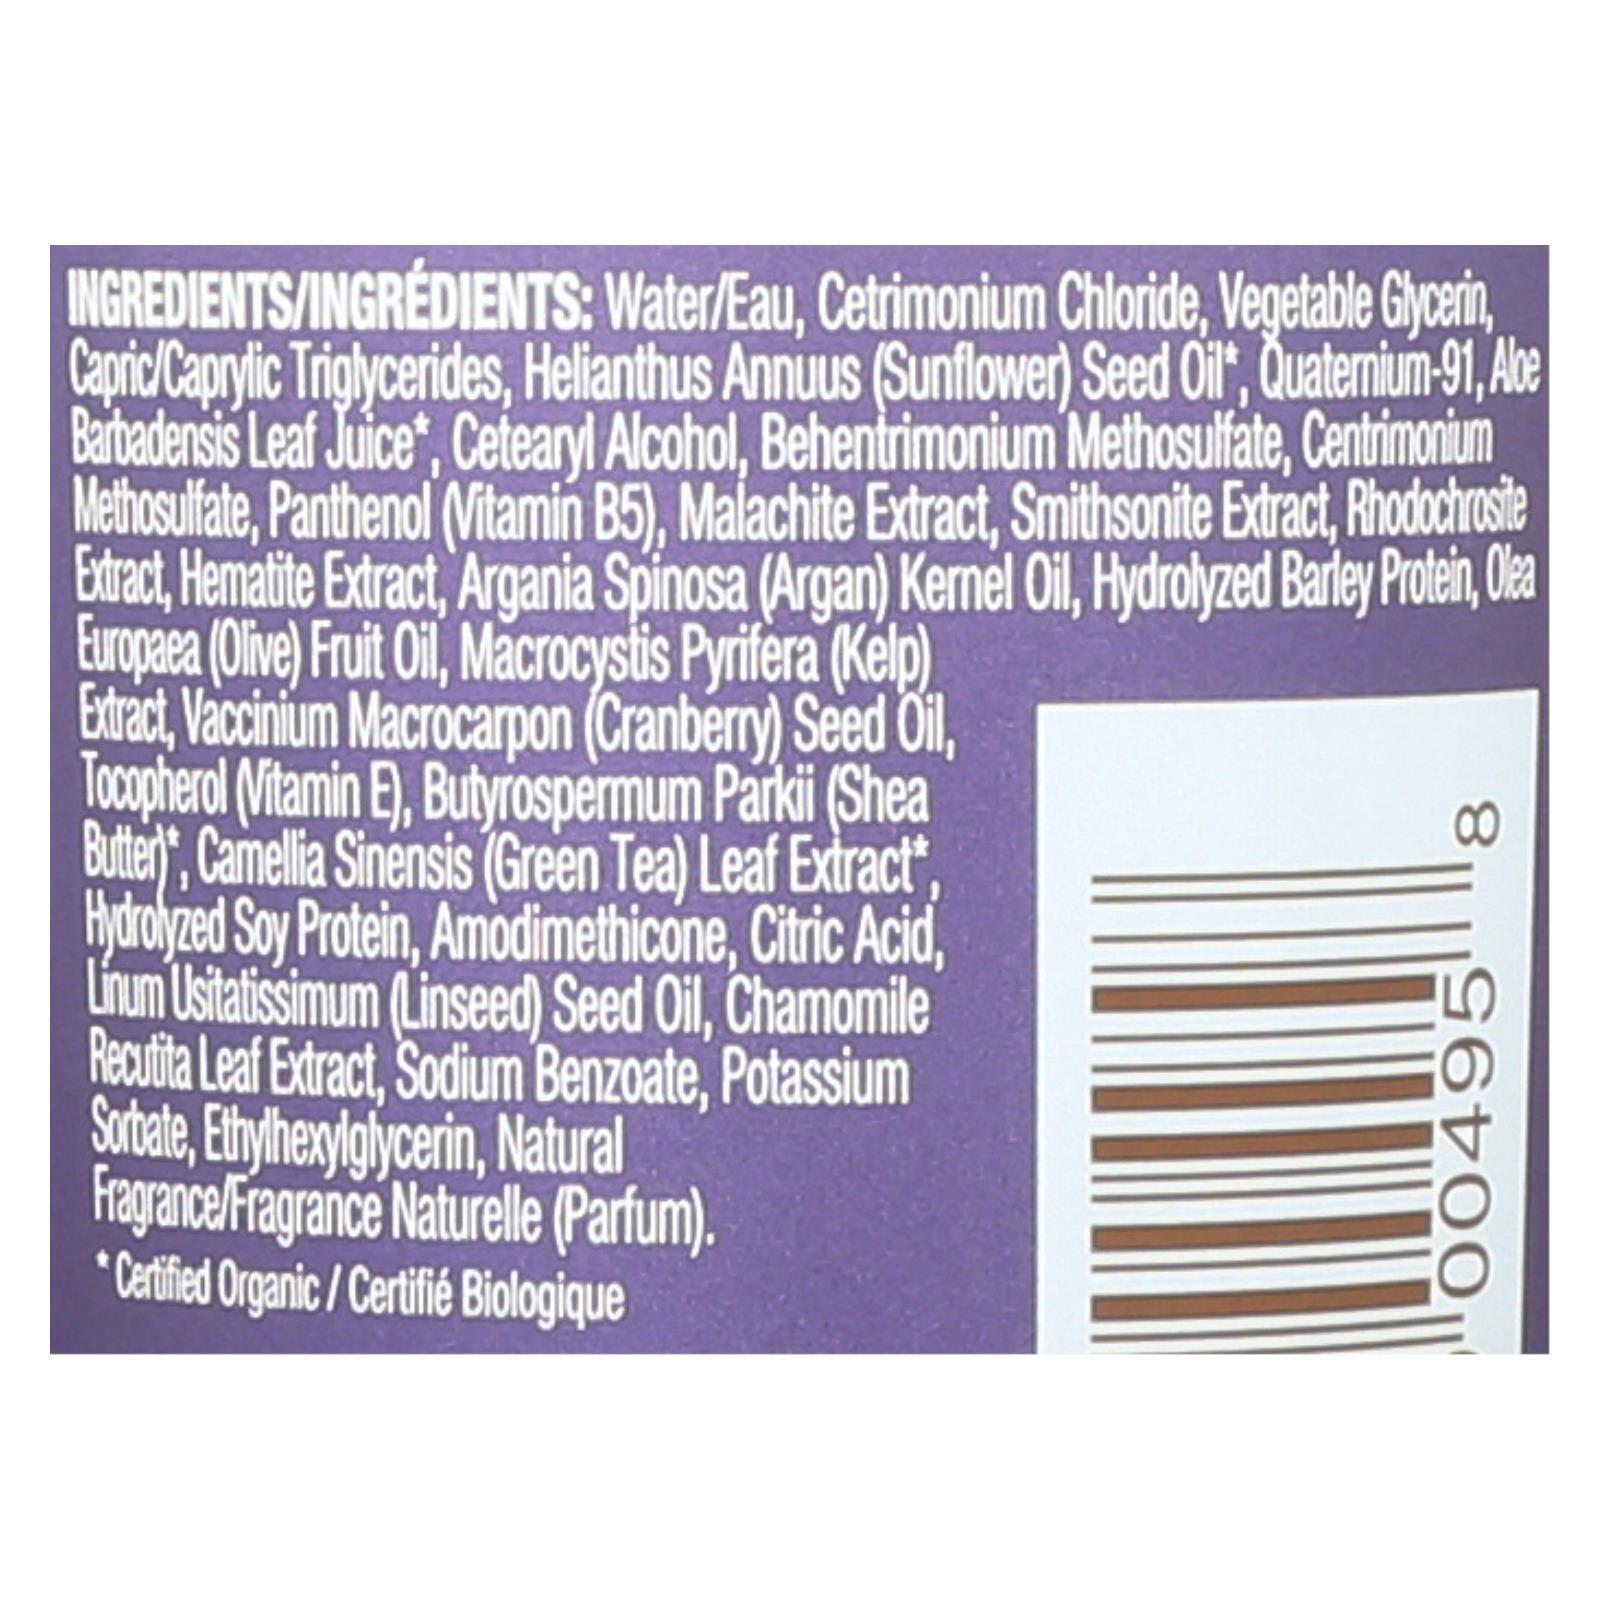 INGREDIENTS/INGRÉDIENTS: Water/Eau, Cetrimonium Chloride, Vegetable Glycerin,
Capric/Caprylic Triglycerides, Helianthus Annuus (Sunflower) Seed Oil*, Quaternium-91, Aloe
Barbadensis Leaf Juice*, Cetearyl Alcohol, Behentrimonium Methosulfate, Centrimonium
Methosulfate, Panthenol (Vitamin B5), Malachite Extract, Smithsonite Extract, Rhodochrosite
Extract, Hematite Extract, Argania Spinosa (Argan) Kernel Oil, Hydrolyzed Barley Protein, Olea
Europaea (Olive) Fruit Oil, Macrocystis Pyrifera (Kelp)
Extract, Vaccinium Macrocarpon (Cranberry) Seed Oil,
Tocopherol (Vitamin E), Butyrospermum Parkii (Shea
Butter)*, Camellia Sinensis (Green Tea) Leaf Extract*,
Hydrolyzed Soy Protein, Amodimethicone, Citric Acid,
Linum Usitatissimum (Linseed) Seed Oil, Chamomile
Recutita Leaf Extract, Sodium Benzoate, Potassium
Sorbate, Ethylhexylglycerin, Natural
Fragrance/Fragrance Naturelle (Parfum).
* Certified Organic / Certifié Biologique
00495 8